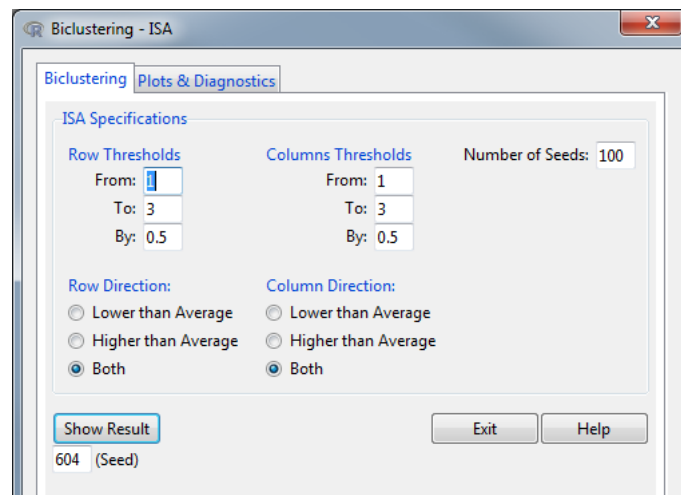 Biclustering - ISA
Biclustering Plots & Diagnostics
ISA Specifications
Row Thresholds Columns Thresholds Number of Seeds: 100
From: 1 From: 1
To: 3 To: 3
By: 0.5 By: 0.5
Row Direction: Column Direction:
Lower than Average Lower than Average
Higher than Average Higher than Average
Both Both
Show Result Exit Help
604 (Seed)